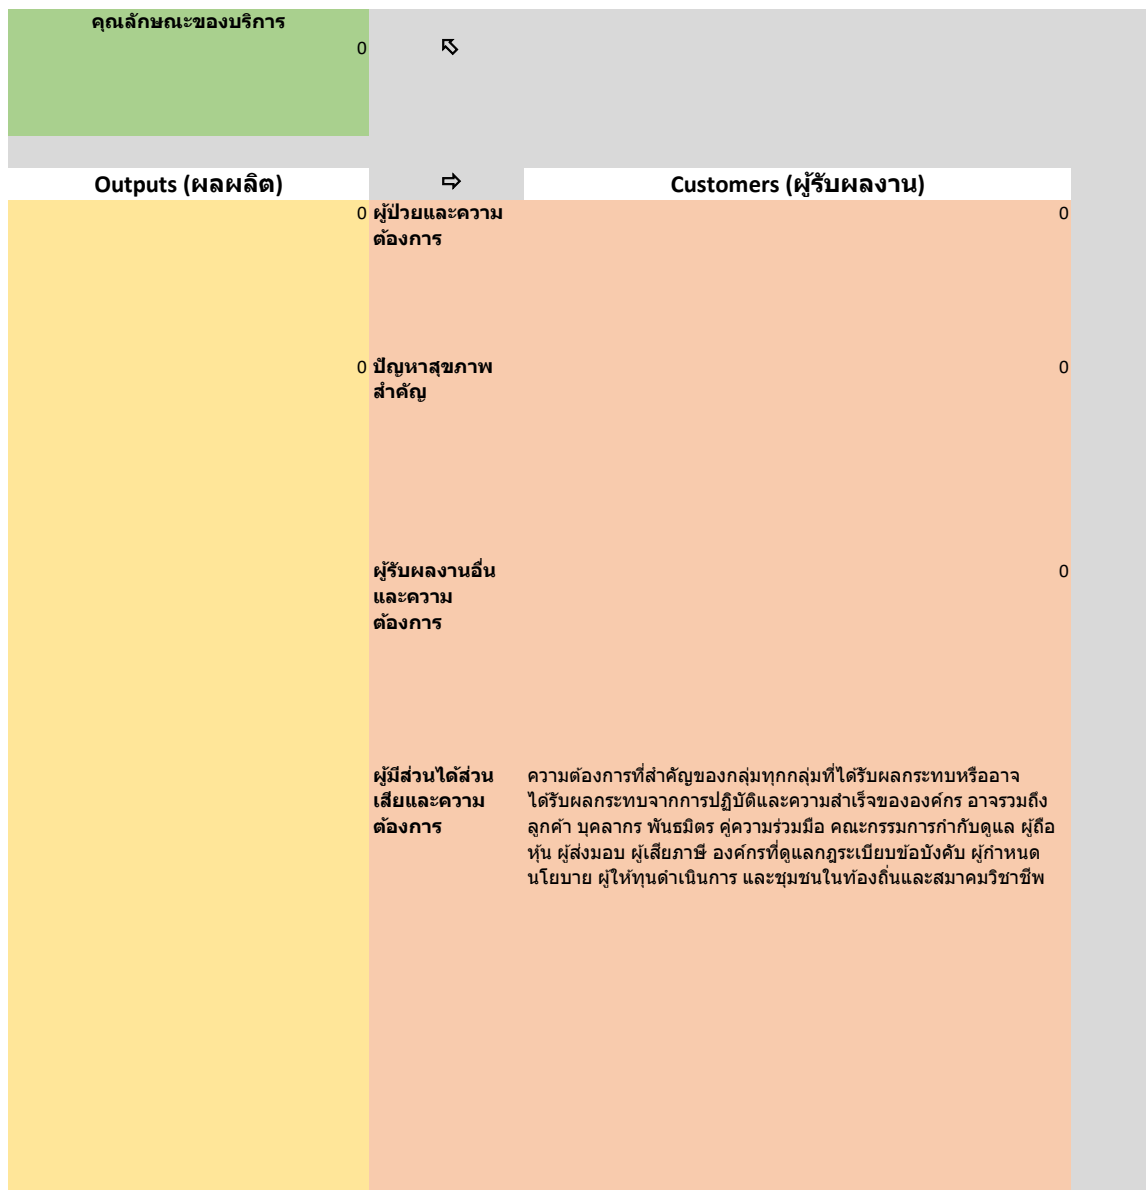 คุณลักษณะของบริการ
0 ⇖
Outputs (ผลผลิต) ⇨ Customers (ผู้รับผลงาน)
0 ผู้ป่วยและความ 0
ต้องการ
0 ปัญหาสุขภาพ 0
สำคัญ
ผู้รับผลงานอื่น 0
และความ
ต้องการ
ผู้มีส่วนได้ส่วน ความต้องการที่สำคัญของกลุ่มทุกกลุ่มที่ได้รับผลกระทบหรืออาจ
เสียและความ ได้รับผลกระทบจากการปฏิบัติและความสำเร็จขององค์กร อาจรวมถึง
ต้องการ ลูกค้า บุคลากร พันธมิตร คู่ความร่วมมือ คณะกรรมการกำกับดูแล ผู้ถือ
หุ้น ผู้ส่งมอบ ผู้เสียภาษี องค์กรที่ดูแลกฎระเบียบข้อบังคับ ผู้กำหนด
นโยบาย ผู้ให้ทุนดำเนินการ และชุมชนในท้องถิ่นและสมาคมวิชาชีพ